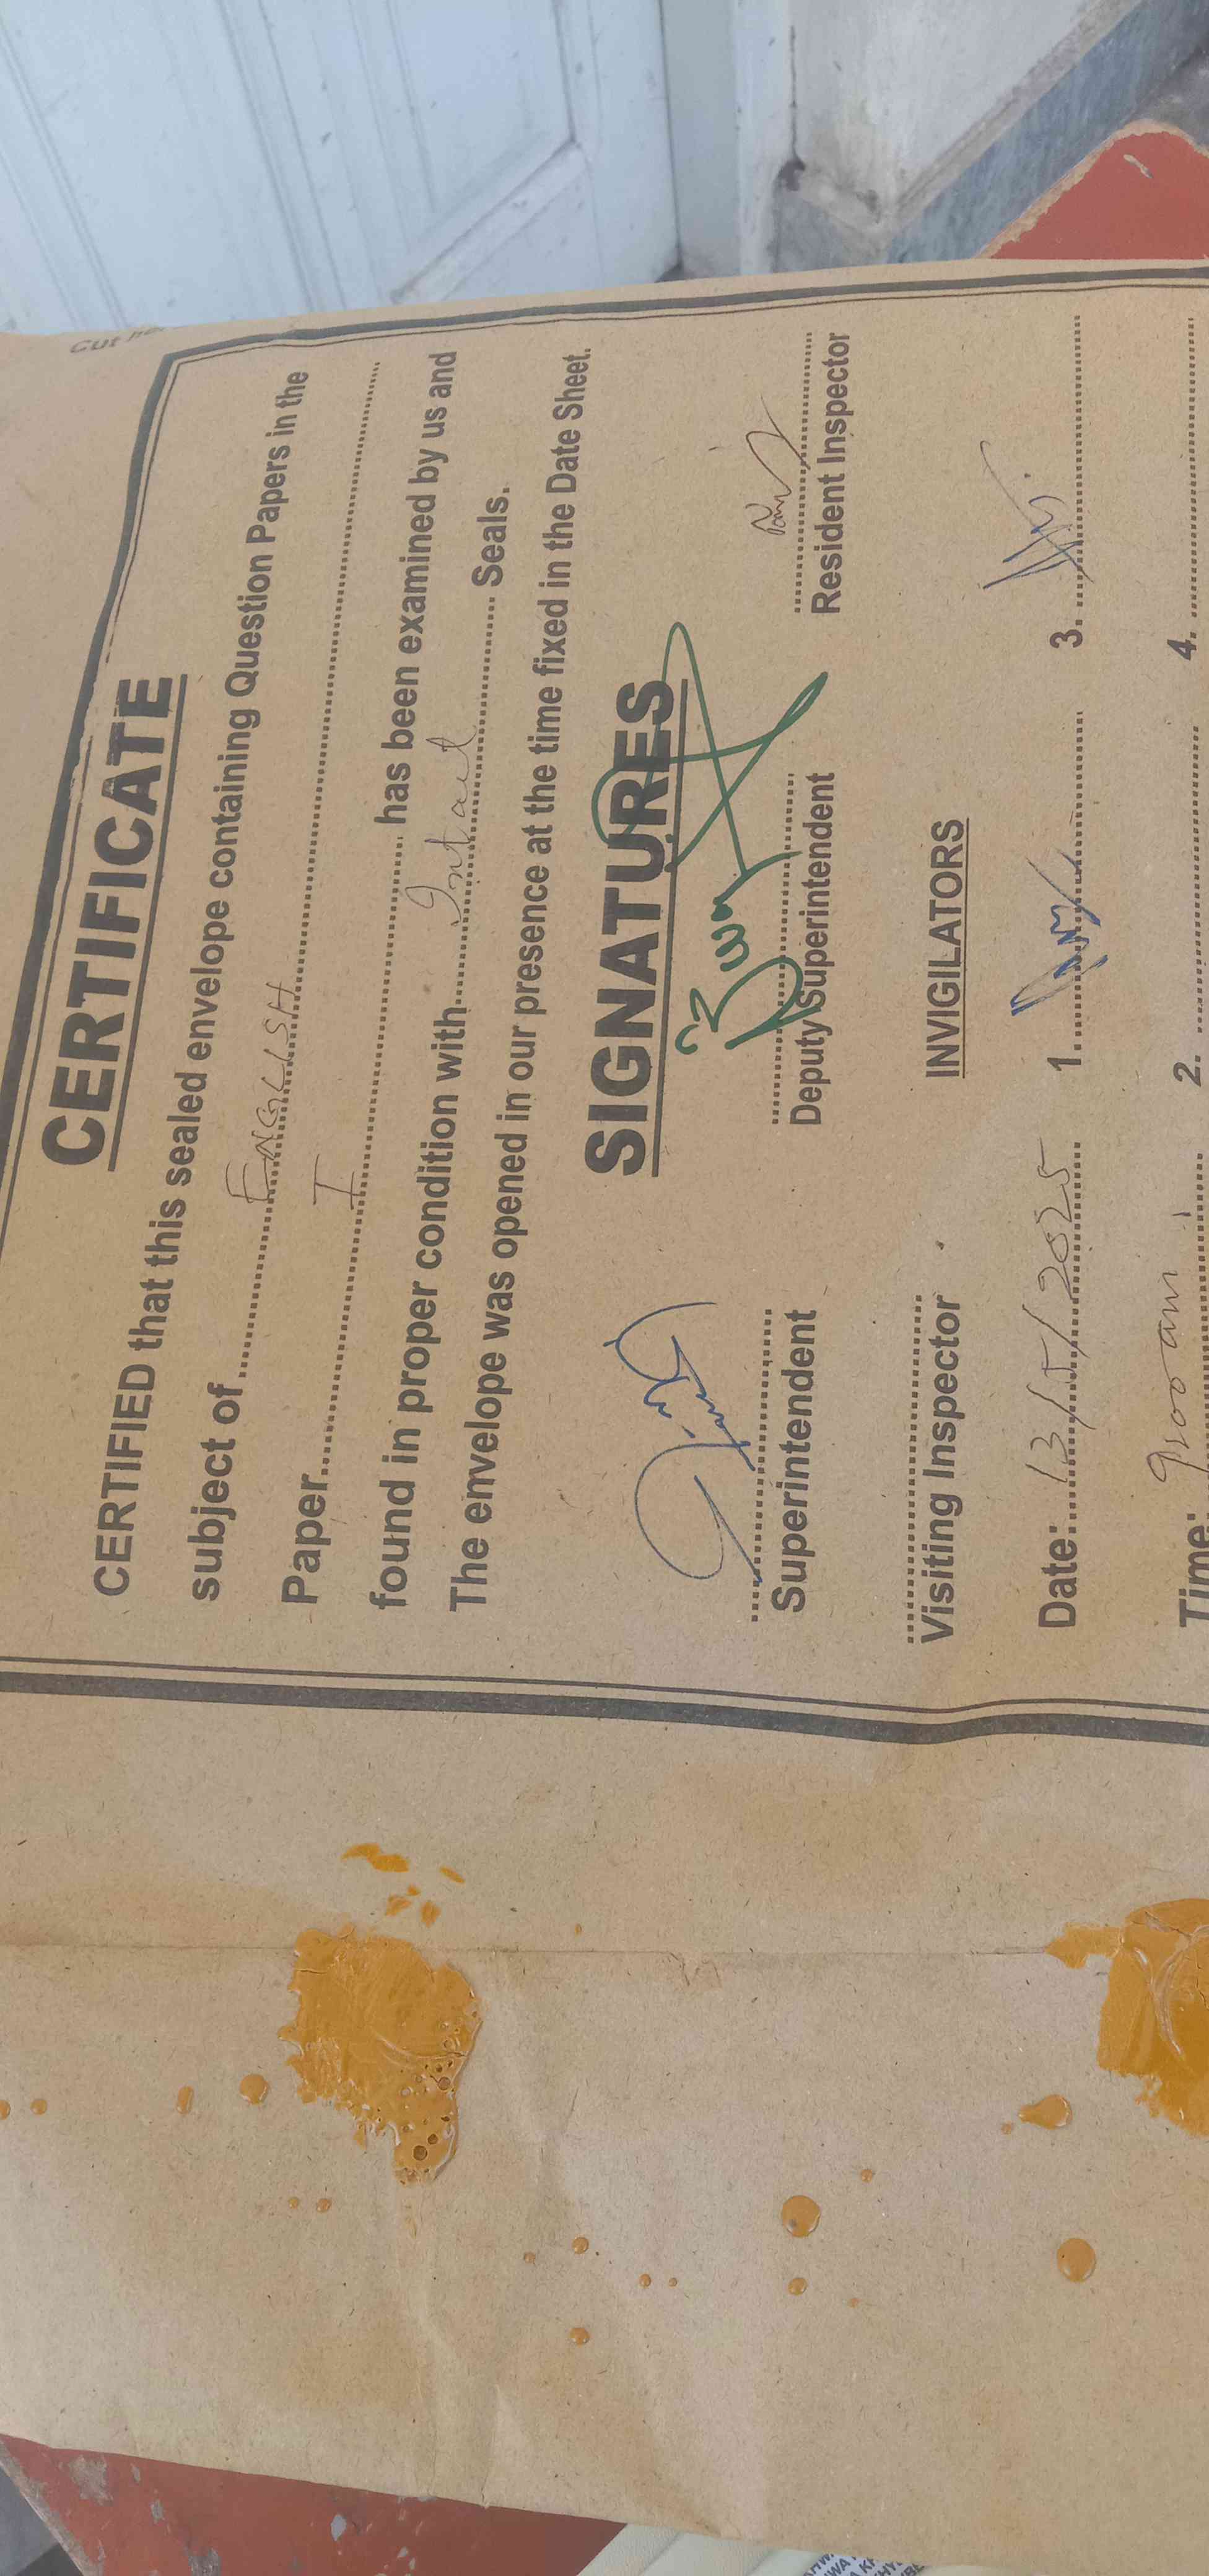 Cut he
CERTIFICATE
CERTIFIED that this sealed envelope containing Question Papers in the
subject of ENGLISH
Paper I has been examined by us and
found in proper condition with Intact Seals.
The envelope was opened in our presence at the time fixed in the Date Sheet.
SIGNATURES
Superintendent Deputy Superintendent Resident Inspector
Visiting Inspector INVIGILATORS
Date: 13/5/2025 1. 3.
Time: 9:00 am 2. 4.